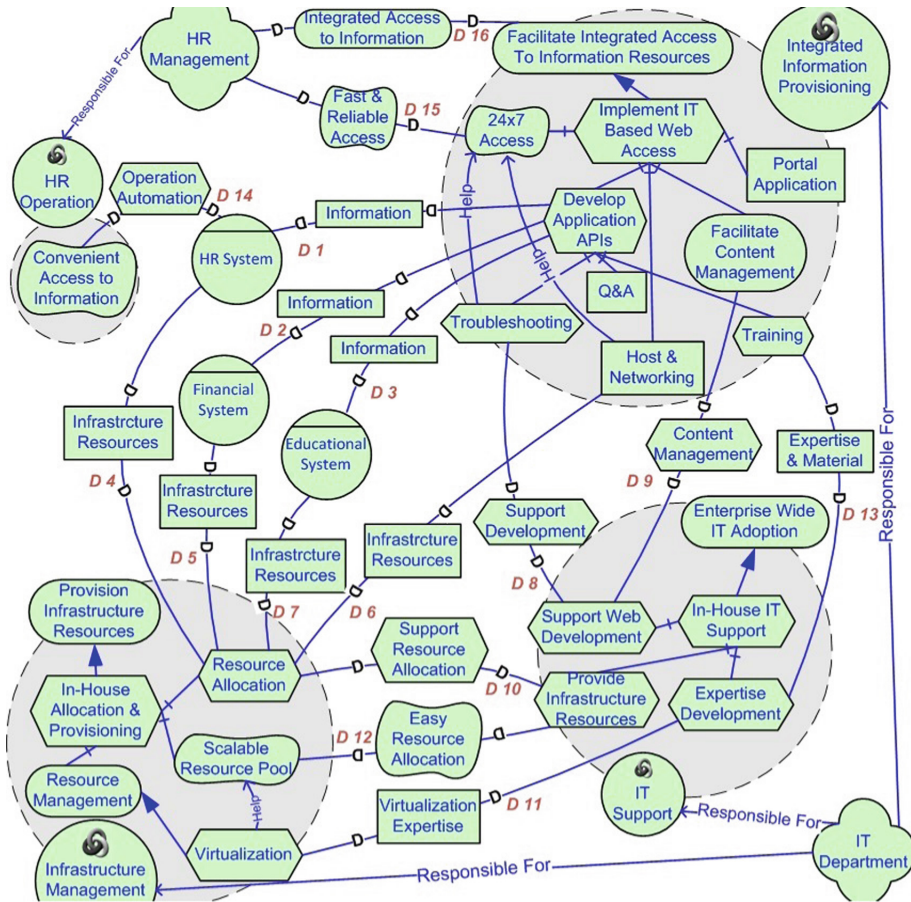 HR
Management
Integrated Access
to Information
D 16
Facilitate Integrated Access
To Information Resources
Integrated
Information
Provisioning
Responsible For
Fast &
Reliable
Access
D 15
24x7
Access
Implement IT
Based Web
Access
Portal
Application
HR
Operation
Operation
Automation
D 14
Help
Develop
Application
APIs
Information
D 1
HR System
Convenient
Access to
Information
Facilitate
Content
Management
Help
Q&A
Information
D 2
Troubleshooting
Training
Information
D 3
Host &
Networking
Financial
System
Infrastrcture
Resources
Educational
System
Content
Management
Expertise
& Material
Responsible For
D 4
Infrastrcture
Resources
D 9
D 13
Support
Development
Enterprise Wide
IT Adoption
Infrastrcture
Resources
Infrastrcture
Resources
D 5
D 8
D 7
D 6
Provision
Infrastructure
Resources
Support Web
Development
In-House IT
Support
Resource
Allocation
Support
Resource
Allocation
D 10
Provide
Infrastructure
Resources
Expertise
Development
In-House
Allocation &
Provisioning
D 12
Easy
Resource
Allocation
Scalable
Resource Pool
Resource
Management
Help
D 11
Virtualization
Expertise
IT
Support
Responsible For
Virtualization
IT
Department
Infrastructure
Management
Responsible For